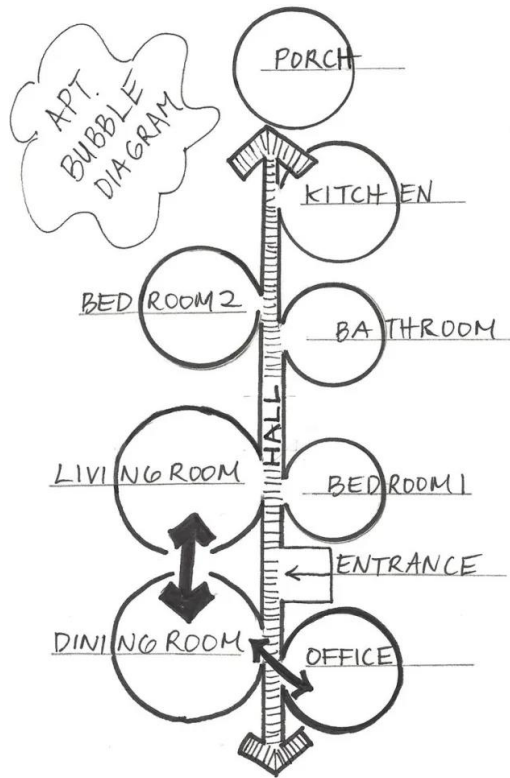 APT.
BUBBLE
DIAGRAM
PORCH
KITCHEN
BEDROOM 2
BATHROOM
HALL
LIVING ROOM
BEDROOM 1
ENTRANCE
DINING ROOM
OFFICE